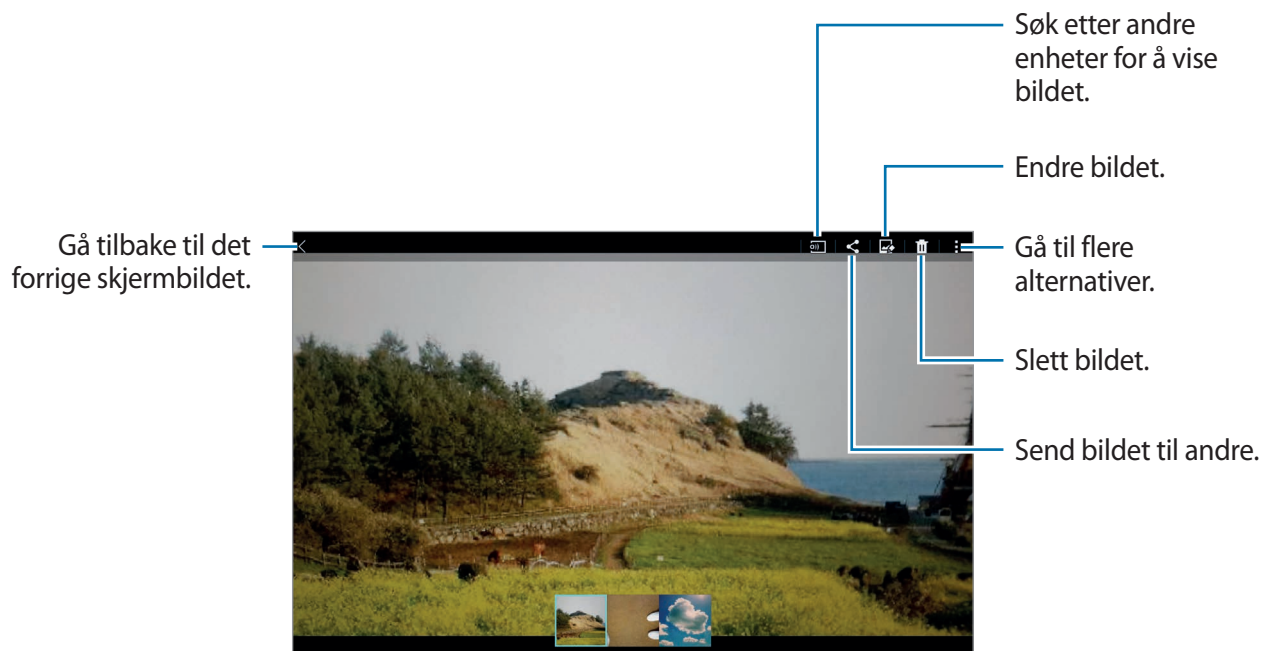 Søk etter andre
enheter for å vise
bildet.
Endre bildet.
Gå tilbake til det
forrige skjermbildet.
Gå til flere
alternativer.
Slett bildet.
Send bildet til andre.